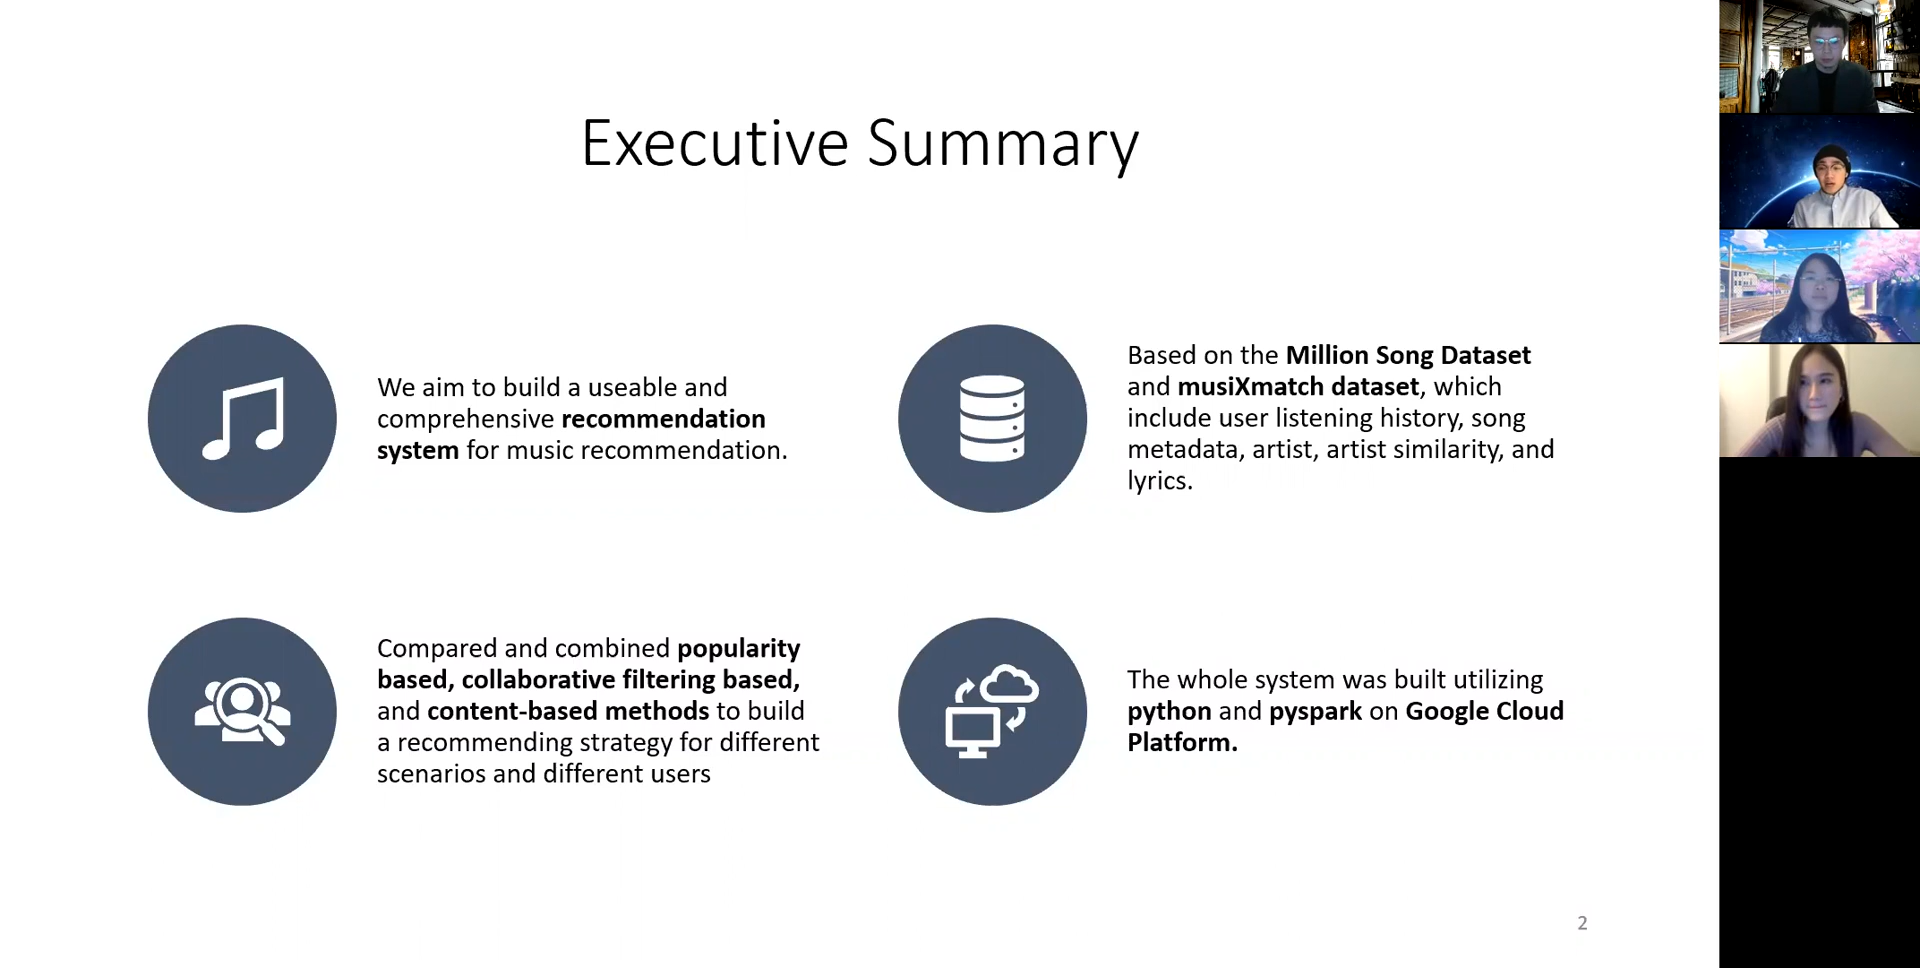 Executive Summary
We aim to build a useable and
comprehensive recommendation
system for music recommendation.
Based on the Million Song Dataset
and musiXmatch dataset, which
include user listening history, song
metadata, artist, artist similarity, and
lyrics.
Compared and combined popularity
based, collaborative filtering based,
and content-based methods to build
a recommending strategy for different
scenarios and different users
The whole system was built utilizing
python and pyspark on Google Cloud
Platform.
2